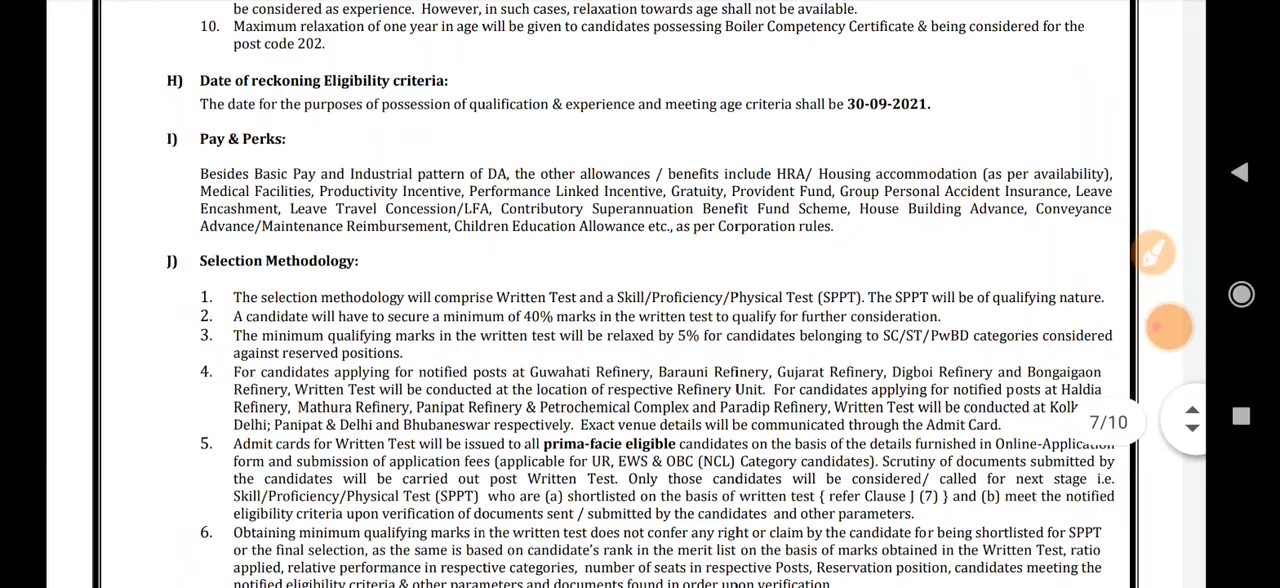 be considered as experience. However, in such cases, relaxation towards age shall not be available.
10. Maximum relaxation of one year in age will be given to candidates possessing Boiler Competency Certificate & being considered for the
post code 202.
H) Date of reckoning Eligibility criteria:
The date for the purposes of possession of qualification & experience and meeting age criteria shall be 30-09-2021.
I) Pay & Perks:
Besides Basic Pay and Industrial pattern of DA, the other allowances / benefits include HRA/ Housing accommodation (as per availability),
Medical Facilities, Productivity Incentive, Performance Linked Incentive, Gratuity, Provident Fund, Group Personal Accident Insurance, Leave
Encashment, Leave Travel Concession/LFA, Contributory Superannuation Benefit Fund Scheme, House Building Advance, Conveyance
Advance/Maintenance Reimbursement, Children Education Allowance etc., as per Corporation rules.
J) Selection Methodology:
1. The selection methodology will comprise Written Test and a Skill/Proficiency/Physical Test (SPPT). The SPPT will be of qualifying nature.
2. A candidate will have to secure a minimum of 40% marks in the written test to qualify for further consideration.
3. The minimum qualifying marks in the written test will be relaxed by 5% for candidates belonging to SC/ST/PwBD categories considered
against reserved positions.
4. For candidates applying for notified posts at Guwahati Refinery, Barauni Refinery, Gujarat Refinery, Digboi Refinery and Bongaigaon
Refinery, Written Test will be conducted at the location of respective Refinery Unit. For candidates applying for notified posts at Haldia
Refinery, Mathura Refinery, Panipat Refinery & Petrochemical Complex and Paradip Refinery, Written Test will be conducted at
Delhi; Panipat & Delhi and Bhubaneswar respectively. Exact venue details will be communicated through the Admit Card.
7/10
5. Admit cards for Written Test will be issued to all prima-facie eligible candidates on the basis of the details furnished in Online-Application
form and submission of application fees (applicable for UR, EWS & OBC (NCL) Category candidates). Scrutiny of documents submitted by
the candidates will be carried out post Written Test. Only those candidates will be considered/ called for next stage i.e.
Skill/Proficiency/Physical Test (SPPT) who are (a) shortlisted on the basis of written test { refer Clause J (7) } and (b) meet the notified
eligibility criteria upon verification of documents sent / submitted by the candidates and other parameters.
6. Obtaining minimum qualifying marks in the written test does not confer any right or claim by the candidate for being shortlisted for SPPT
or the final selection, as the same is based on candidate's rank in the merit list on the basis of marks obtained in the Written Test, ratio
applied, relative performance in respective categories, number of seats in respective Posts, Reservation position, candidates meeting the
notified eligibility criteria & other parameters and documents found in order upon verification